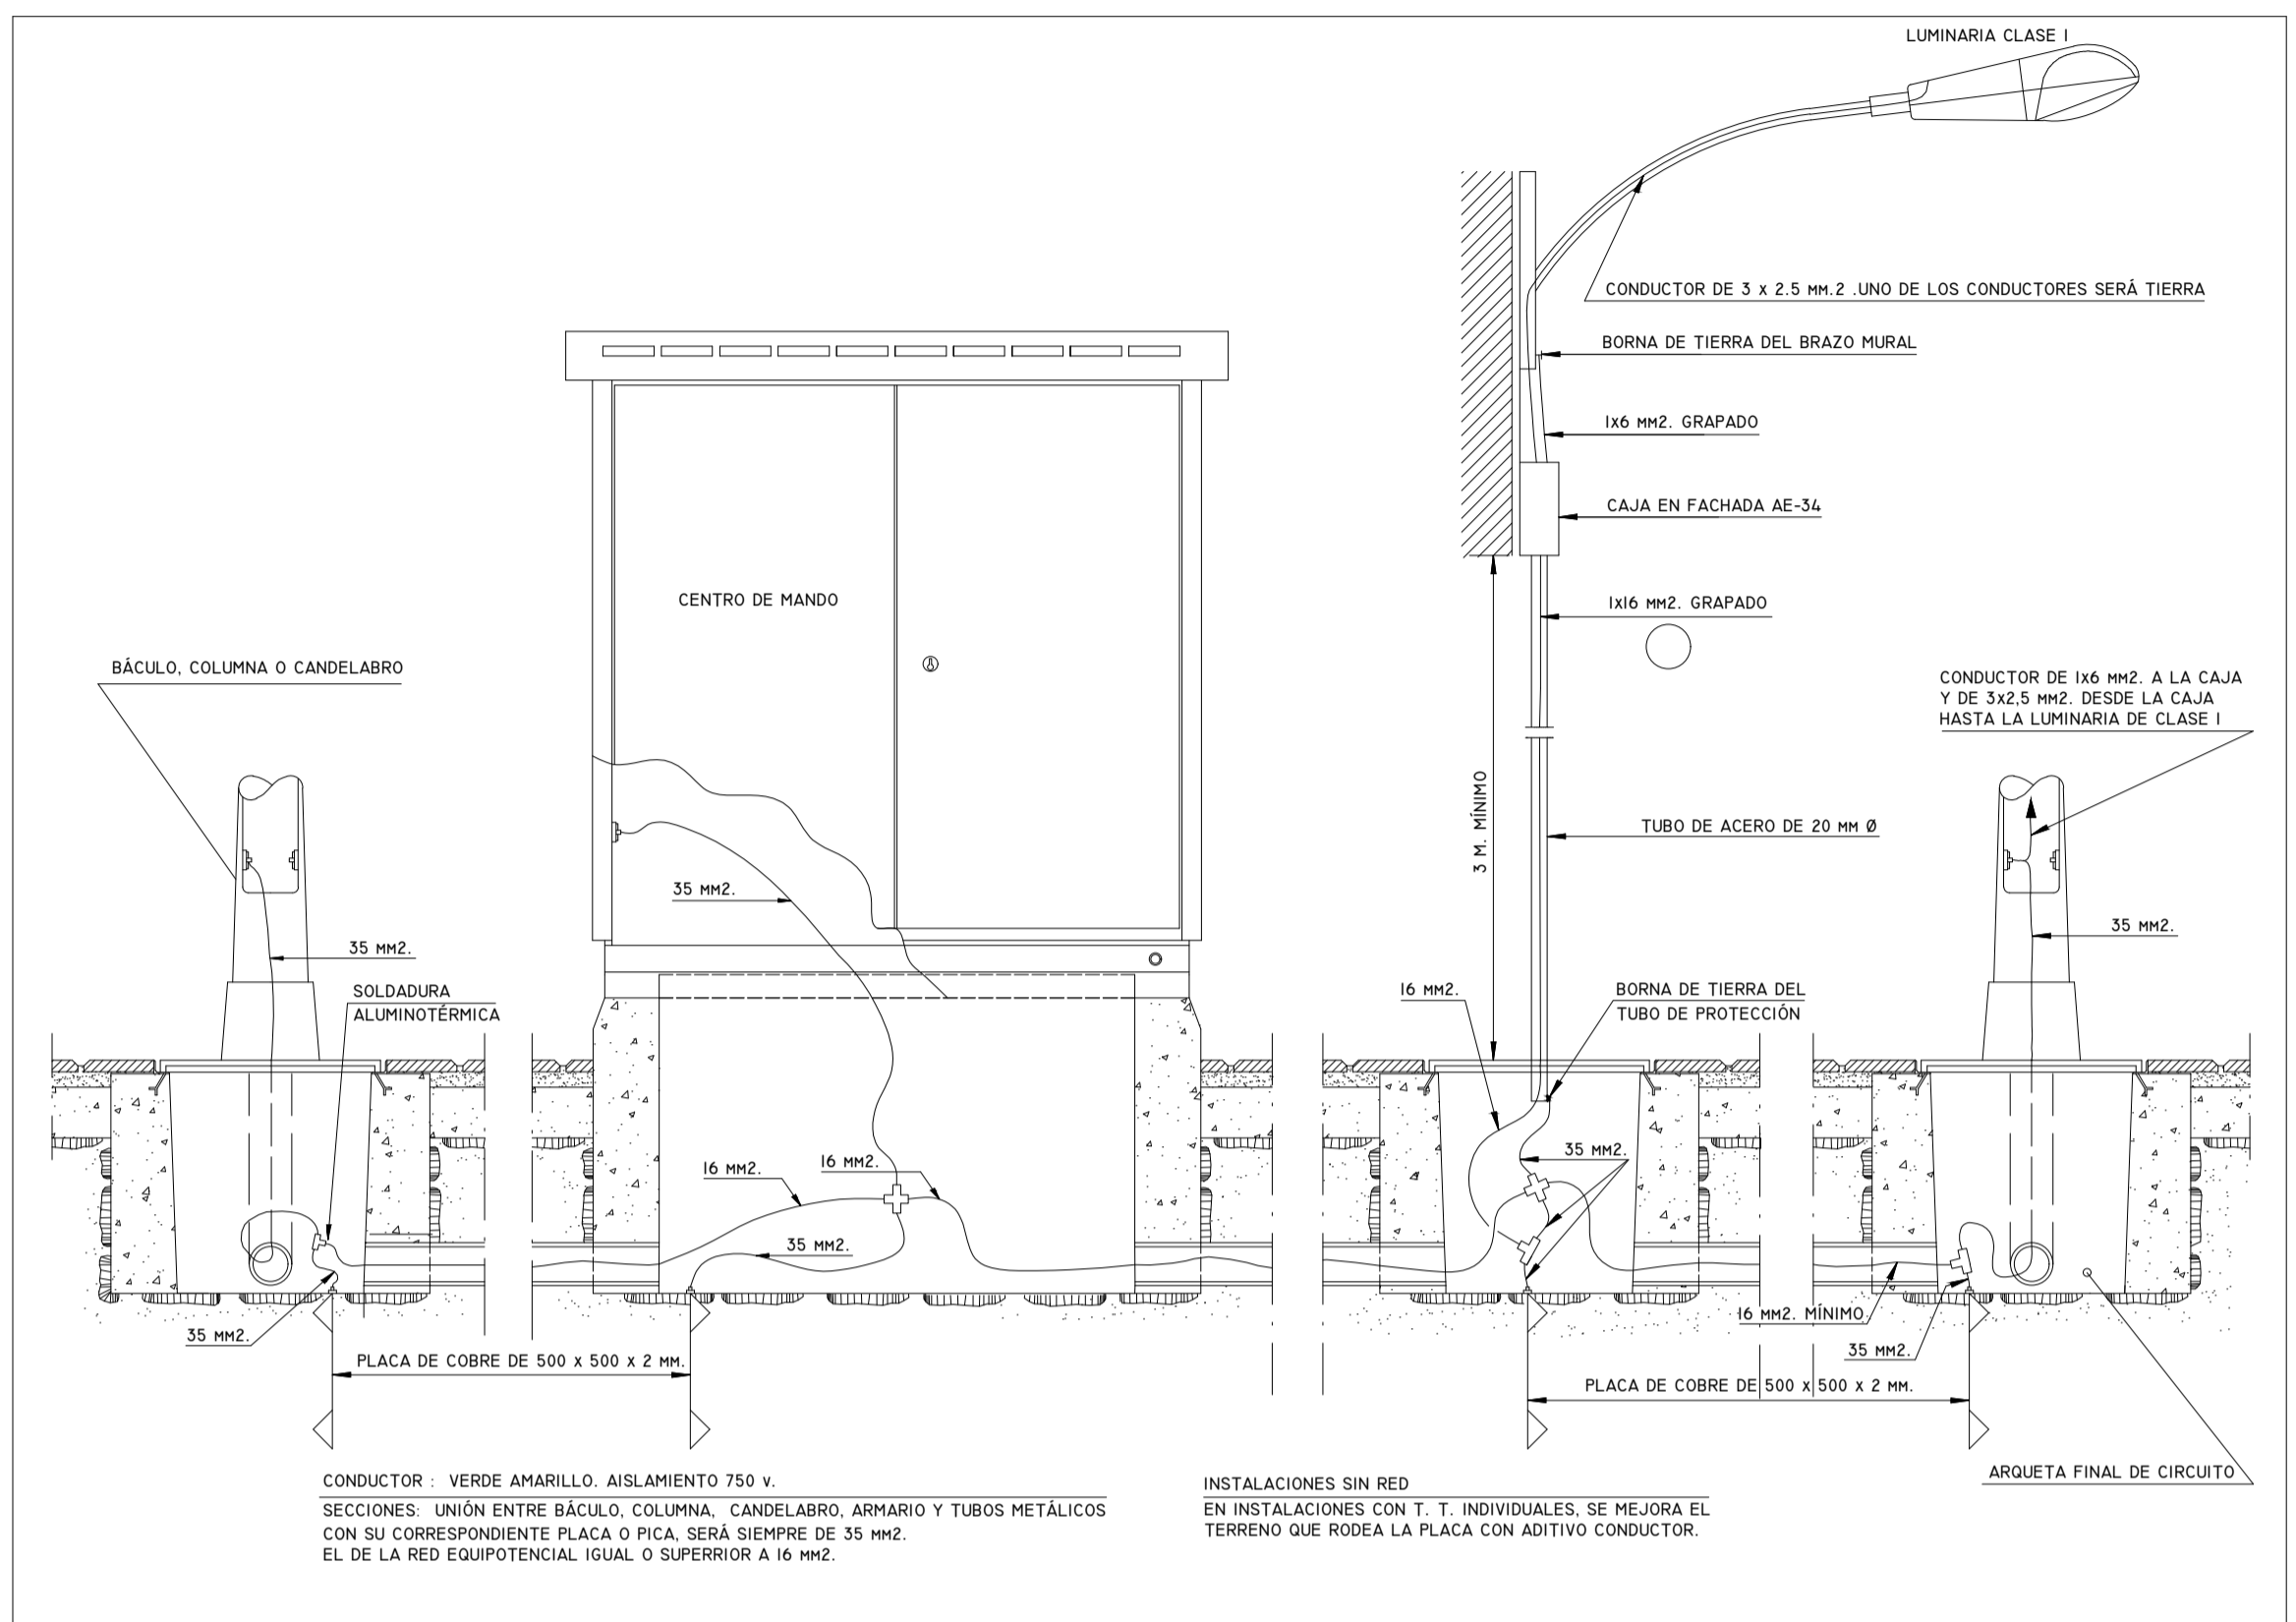 LUMINARIA CLASE I
CONDUCTOR DE 3 x 2.5 MM.2 .UNO DE LOS CONDUCTORES SERÁ TIERRA
BORNA DE TIERRA DEL BRAZO MURAL
1x6 MM2. GRAPADO
CAJA EN FACHADA AE-34
CENTRO DE MANDO
1x16 MM2. GRAPADO
BÁCULO, COLUMNA O CANDELABRO
CONDUCTOR DE 1x6 MM2. A LA CAJA
Y DE 3x2,5 MM2. DESDE LA CAJA
HASTA LA LUMINARIA DE CLASE I
3 M. MÍNIMO
TUBO DE ACERO DE 20 MM Ø
35 MM2.
35 MM2.
35 MM2.
SOLDADURA
ALUMINOTÉRMICA
16 MM2.
BORNA DE TIERRA DEL
TUBO DE PROTECCIÓN
16 MM2.
16 MM2.
35 MM2.
35 MM2.
16 MM2. MÍNIMO
35 MM2.
35 MM2.
PLACA DE COBRE DE 500 x 500 x 2 MM.
PLACA DE COBRE DE 500 x 500 x 2 MM.
ARQUETA FINAL DE CIRCUITO
CONDUCTOR : VERDE AMARILLO. AISLAMIENTO 750 V.
SECCIONES: UNIÓN ENTRE BÁCULO, COLUMNA, CANDELABRO, ARMARIO Y TUBOS METÁLICOS
CON SU CORRESPONDIENTE PLACA O PICA, SERÁ SIEMPRE DE 35 MM2.
EL DE LA RED EQUIPOTENCIAL IGUAL O SUPERRIOR A 16 MM2.
INSTALACIONES SIN RED
EN INSTALACIONES CON T. T. INDIVIDUALES, SE MEJORA EL
TERRENO QUE RODEA LA PLACA CON ADITIVO CONDUCTOR.